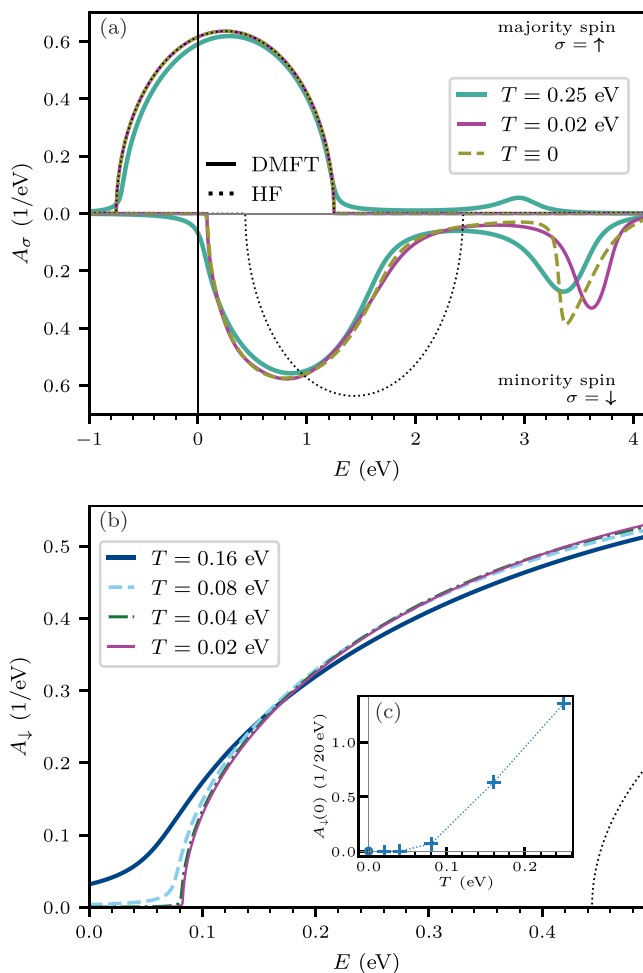 (a)
majority spin
σ = ↑
T = 0.25 eV
T = 0.02 eV
T ≡ 0
DMFT
HF
minority spin
σ = ↓
A_σ (1/eV)
0.6
0.4
0.2
0.0
0.2
0.4
0.6
−1 0 1 2 3 4
E (eV)
(b)
T = 0.16 eV
T = 0.08 eV
T = 0.04 eV
T = 0.02 eV
A_↓ (1/eV)
0.5
0.4
0.3
0.2
0.1
0.0
(c)
A_↓(0) (1/20 eV)
1.0
0.5
0.0
0.0 0.1 0.2
T (eV)
0.0 0.1 0.2 0.3 0.4
E (eV)